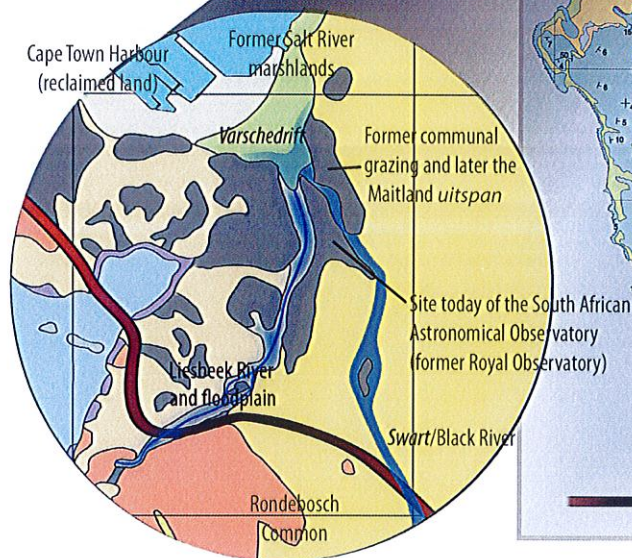 Cape Town Harbour
(reclaimed land)
Former Salt River
marshlands
Varschedrift
Former communal
grazing and later the
Maitland uitspan
Site today of the South African
Astronomical Observatory
(former Royal Observatory)
Liesbeek River
and floodplain
Swart/Black River
Rondebosch
Common